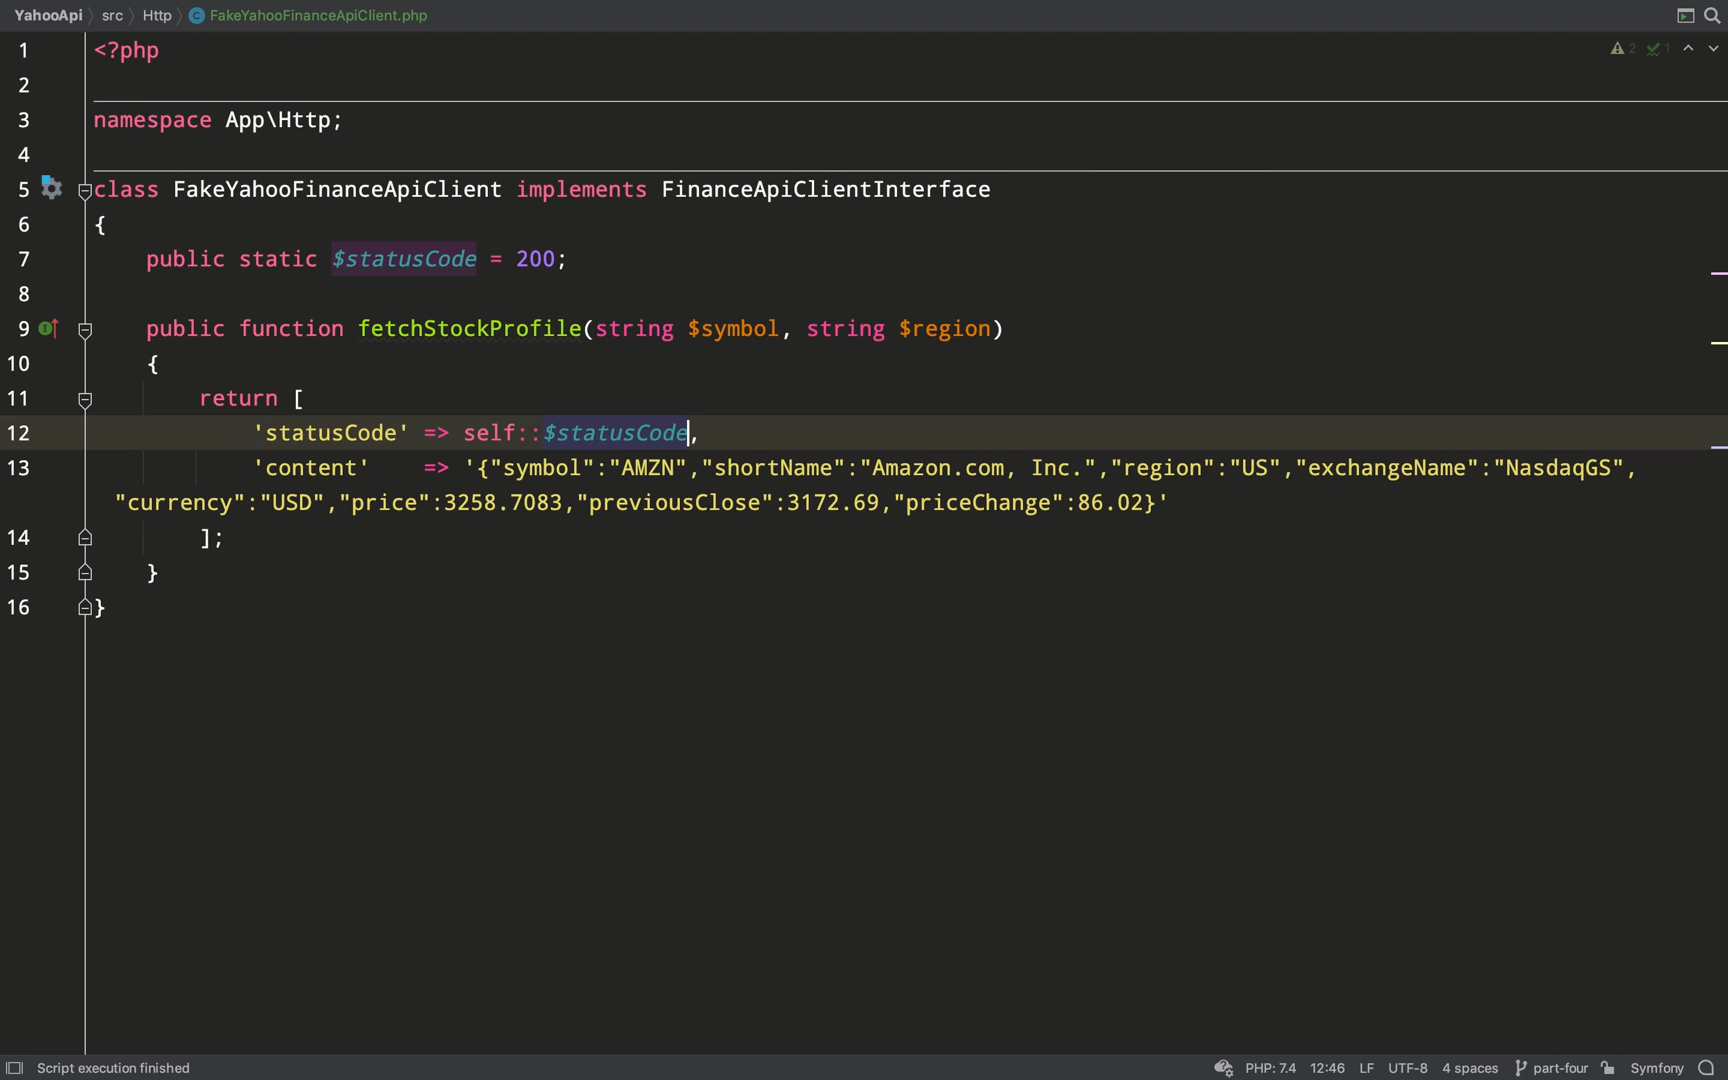 YahooApi src Http FakeYahooFinanceApiClient.php
1 <?php
2 1
2
3 namespace App\Http;
4
5 class FakeYahooFinanceApiClient implements FinanceApiClientInterface
6 {
7 public static $statusCode = 200;
8
9 public function fetchStockProfile(string $symbol, string $region)
10 {
11 return [
12 'statusCode' => self::$statusCode,
13 'content' => '{"symbol":"AMZN","shortName":"Amazon.com, Inc.","region":"US","exchangeName":"NasdaqGS",
"currency":"USD","price":3258.7083,"previousClose":3172.69,"priceChange":86.02}'
14 ];
15 }
16 }
Script execution finished PHP: 7.4 12:46 LF UTF-8 4 spaces part-four Symfony